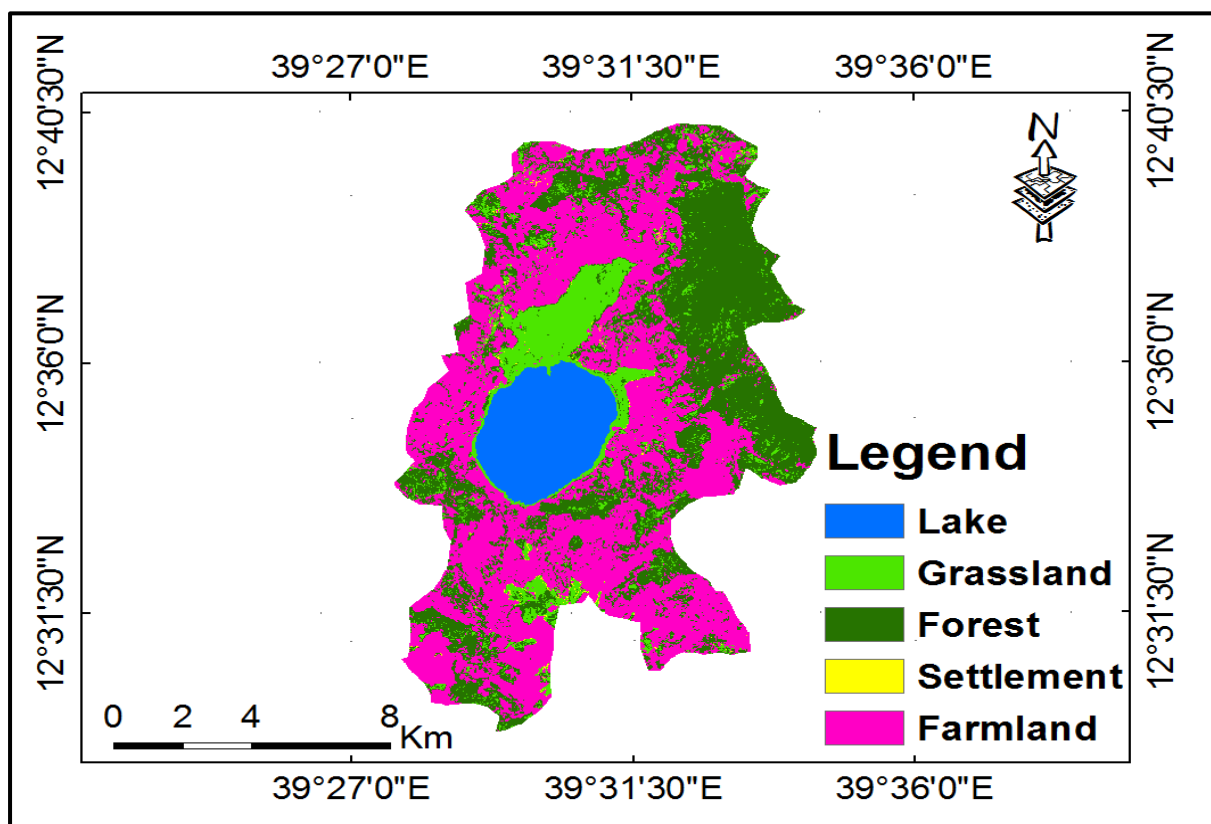 39°27'0"E 39°31'30"E 39°36'0"E
12°40'30"N
12°40'30"N
N
12°36'0"N
12°36'0"N
Legend
Lake
Grassland
Forest
Settlement
Farmland
12°31'30"N
12°31'30"N
0 2 4 8
Km
39°27'0"E 39°31'30"E 39°36'0"E